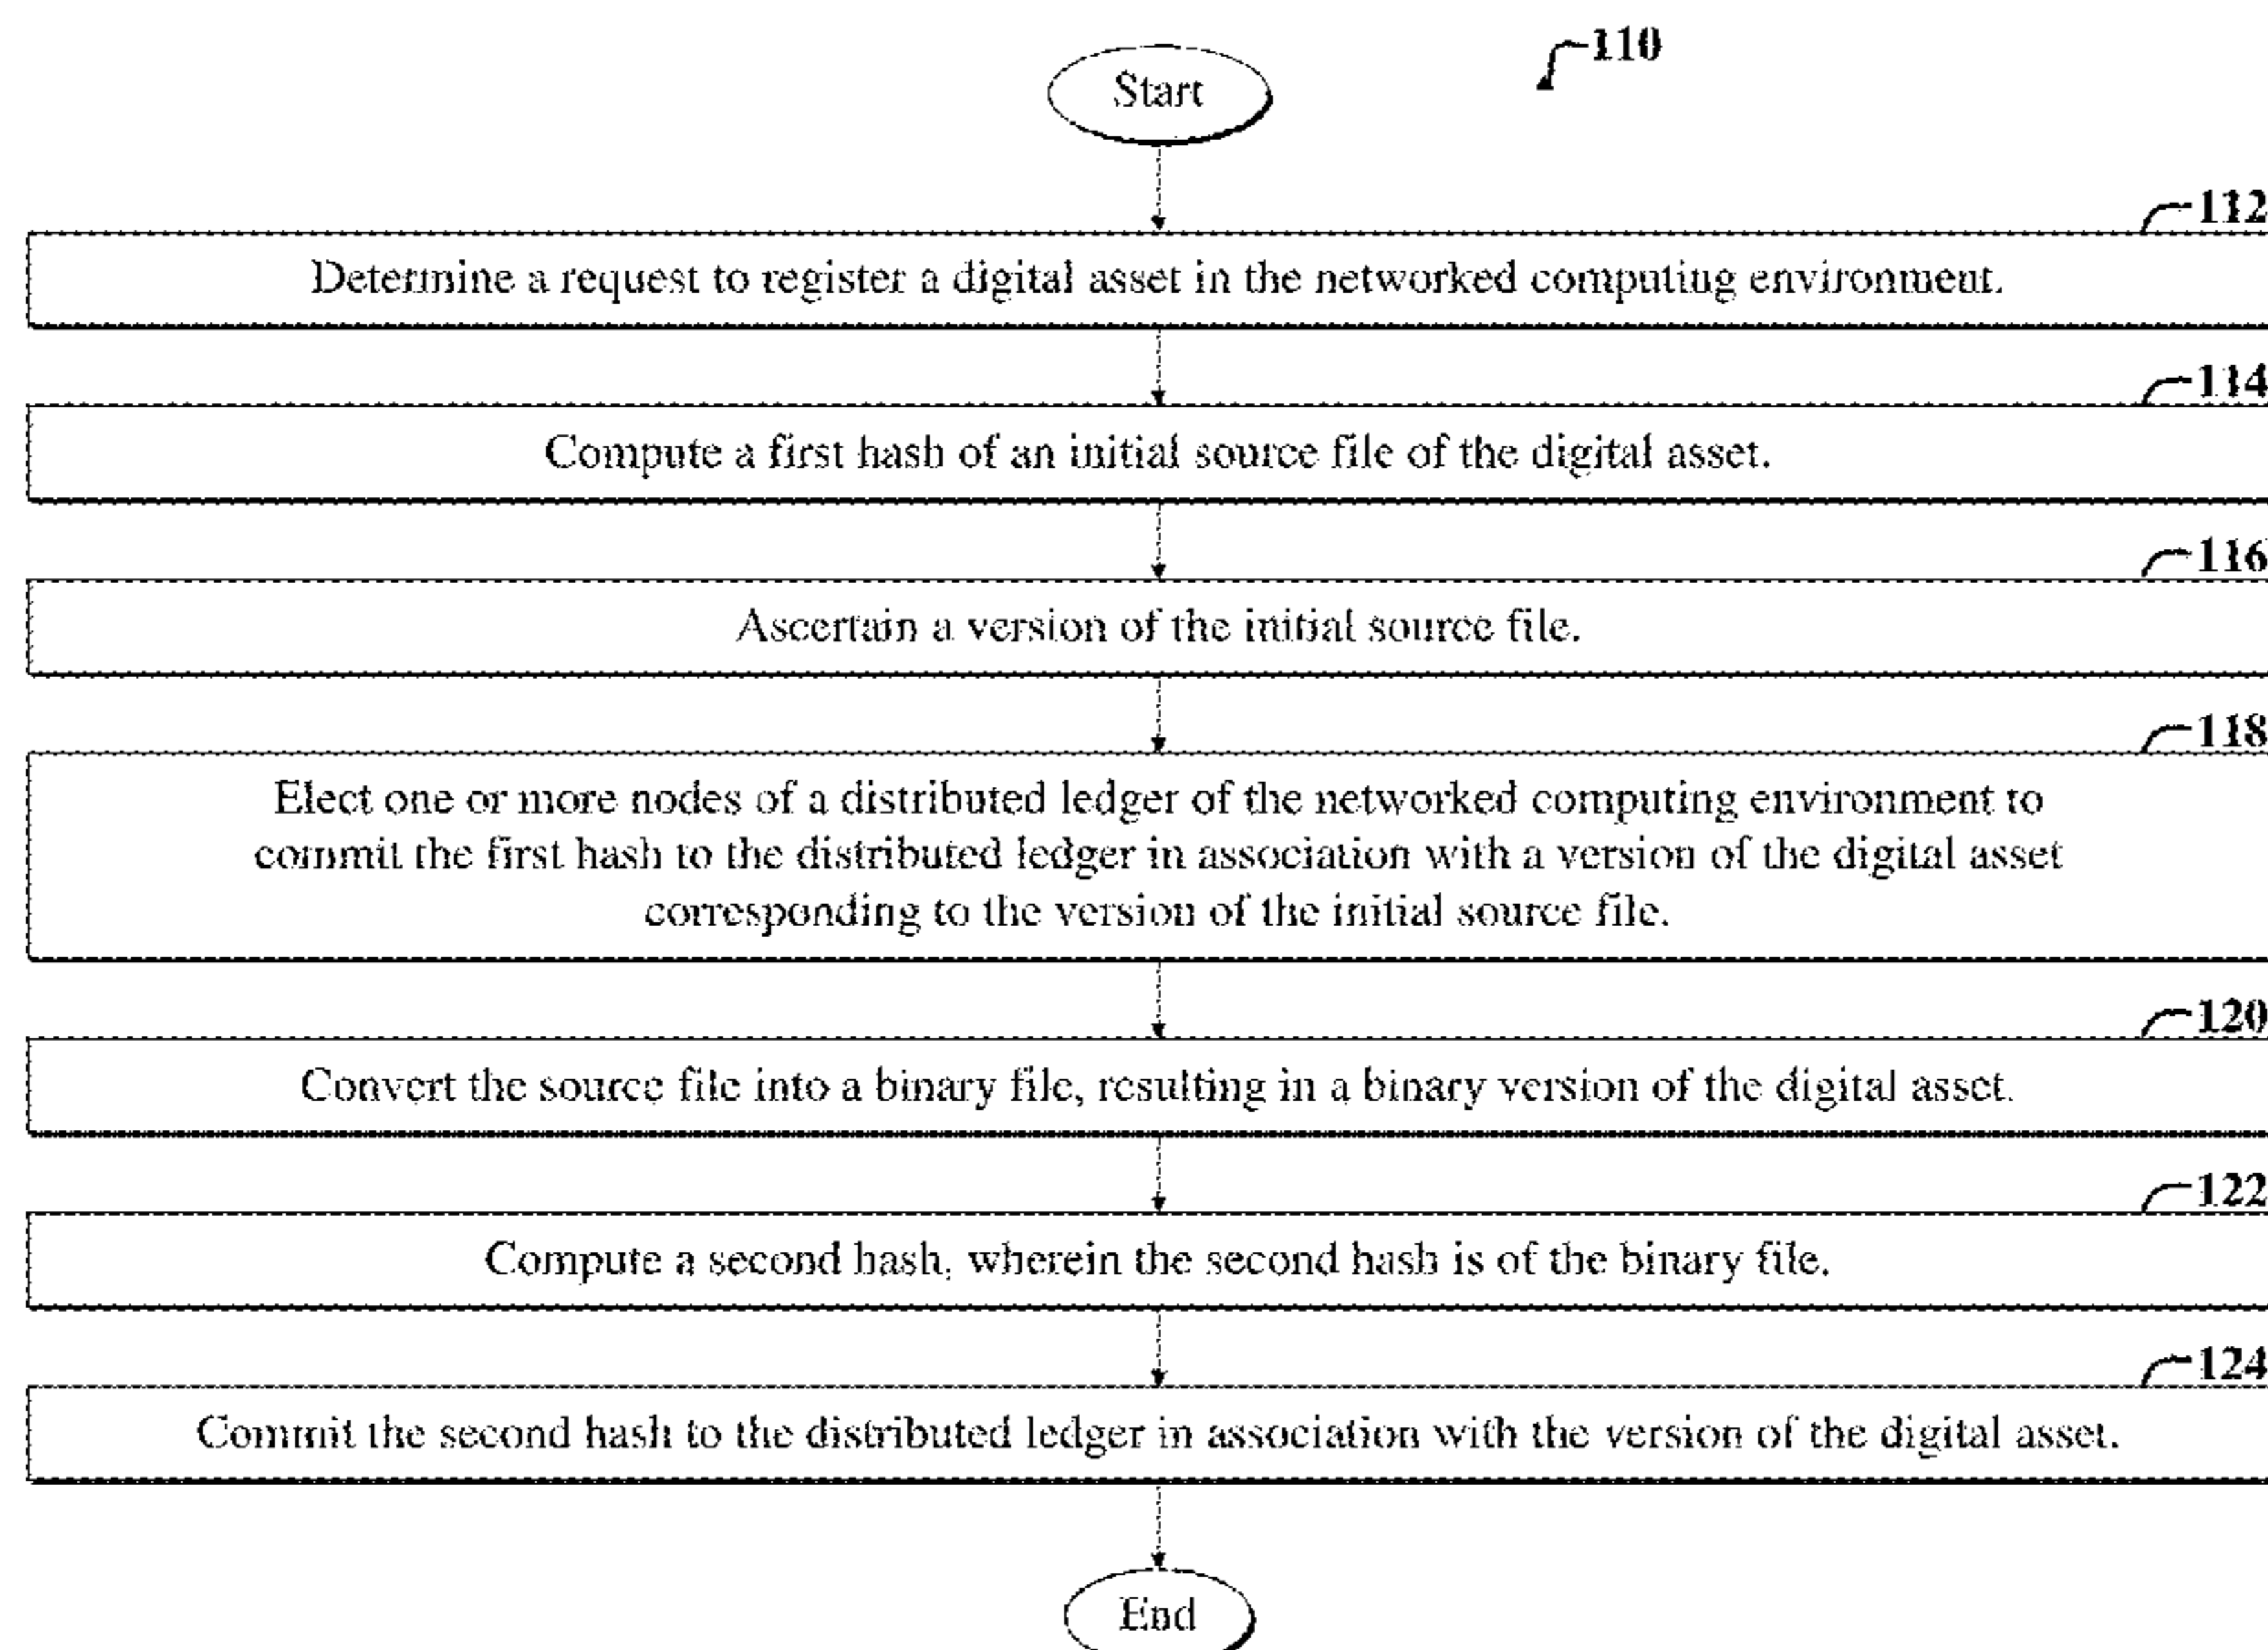 110
Start
112
Determine a request to register a digital asset in the networked computing environment.
114
Compute a first hash of an initial source file of the digital asset.
116
Ascertain a version of the initial source file.
118
Elect one or more nodes of a distributed ledger of the networked computing environment to
commit the first hash to the distributed ledger in association with a version of the digital asset
corresponding to the version of the initial source file.
120
Convert the source file into a binary file, resulting in a binary version of the digital asset.
122
Compute a second hash, wherein the second hash is of the binary file.
124
Commit the second hash to the distributed ledger in association with the version of the digital asset.
End